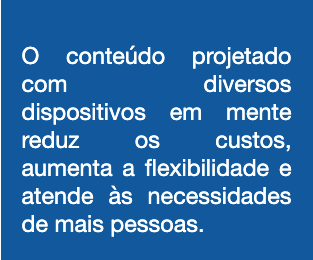 O conteúdo projetado
com diversos
dispositivos em mente
reduz os custos,
aumenta a flexibilidade e
atende às necessidades
de mais pessoas.